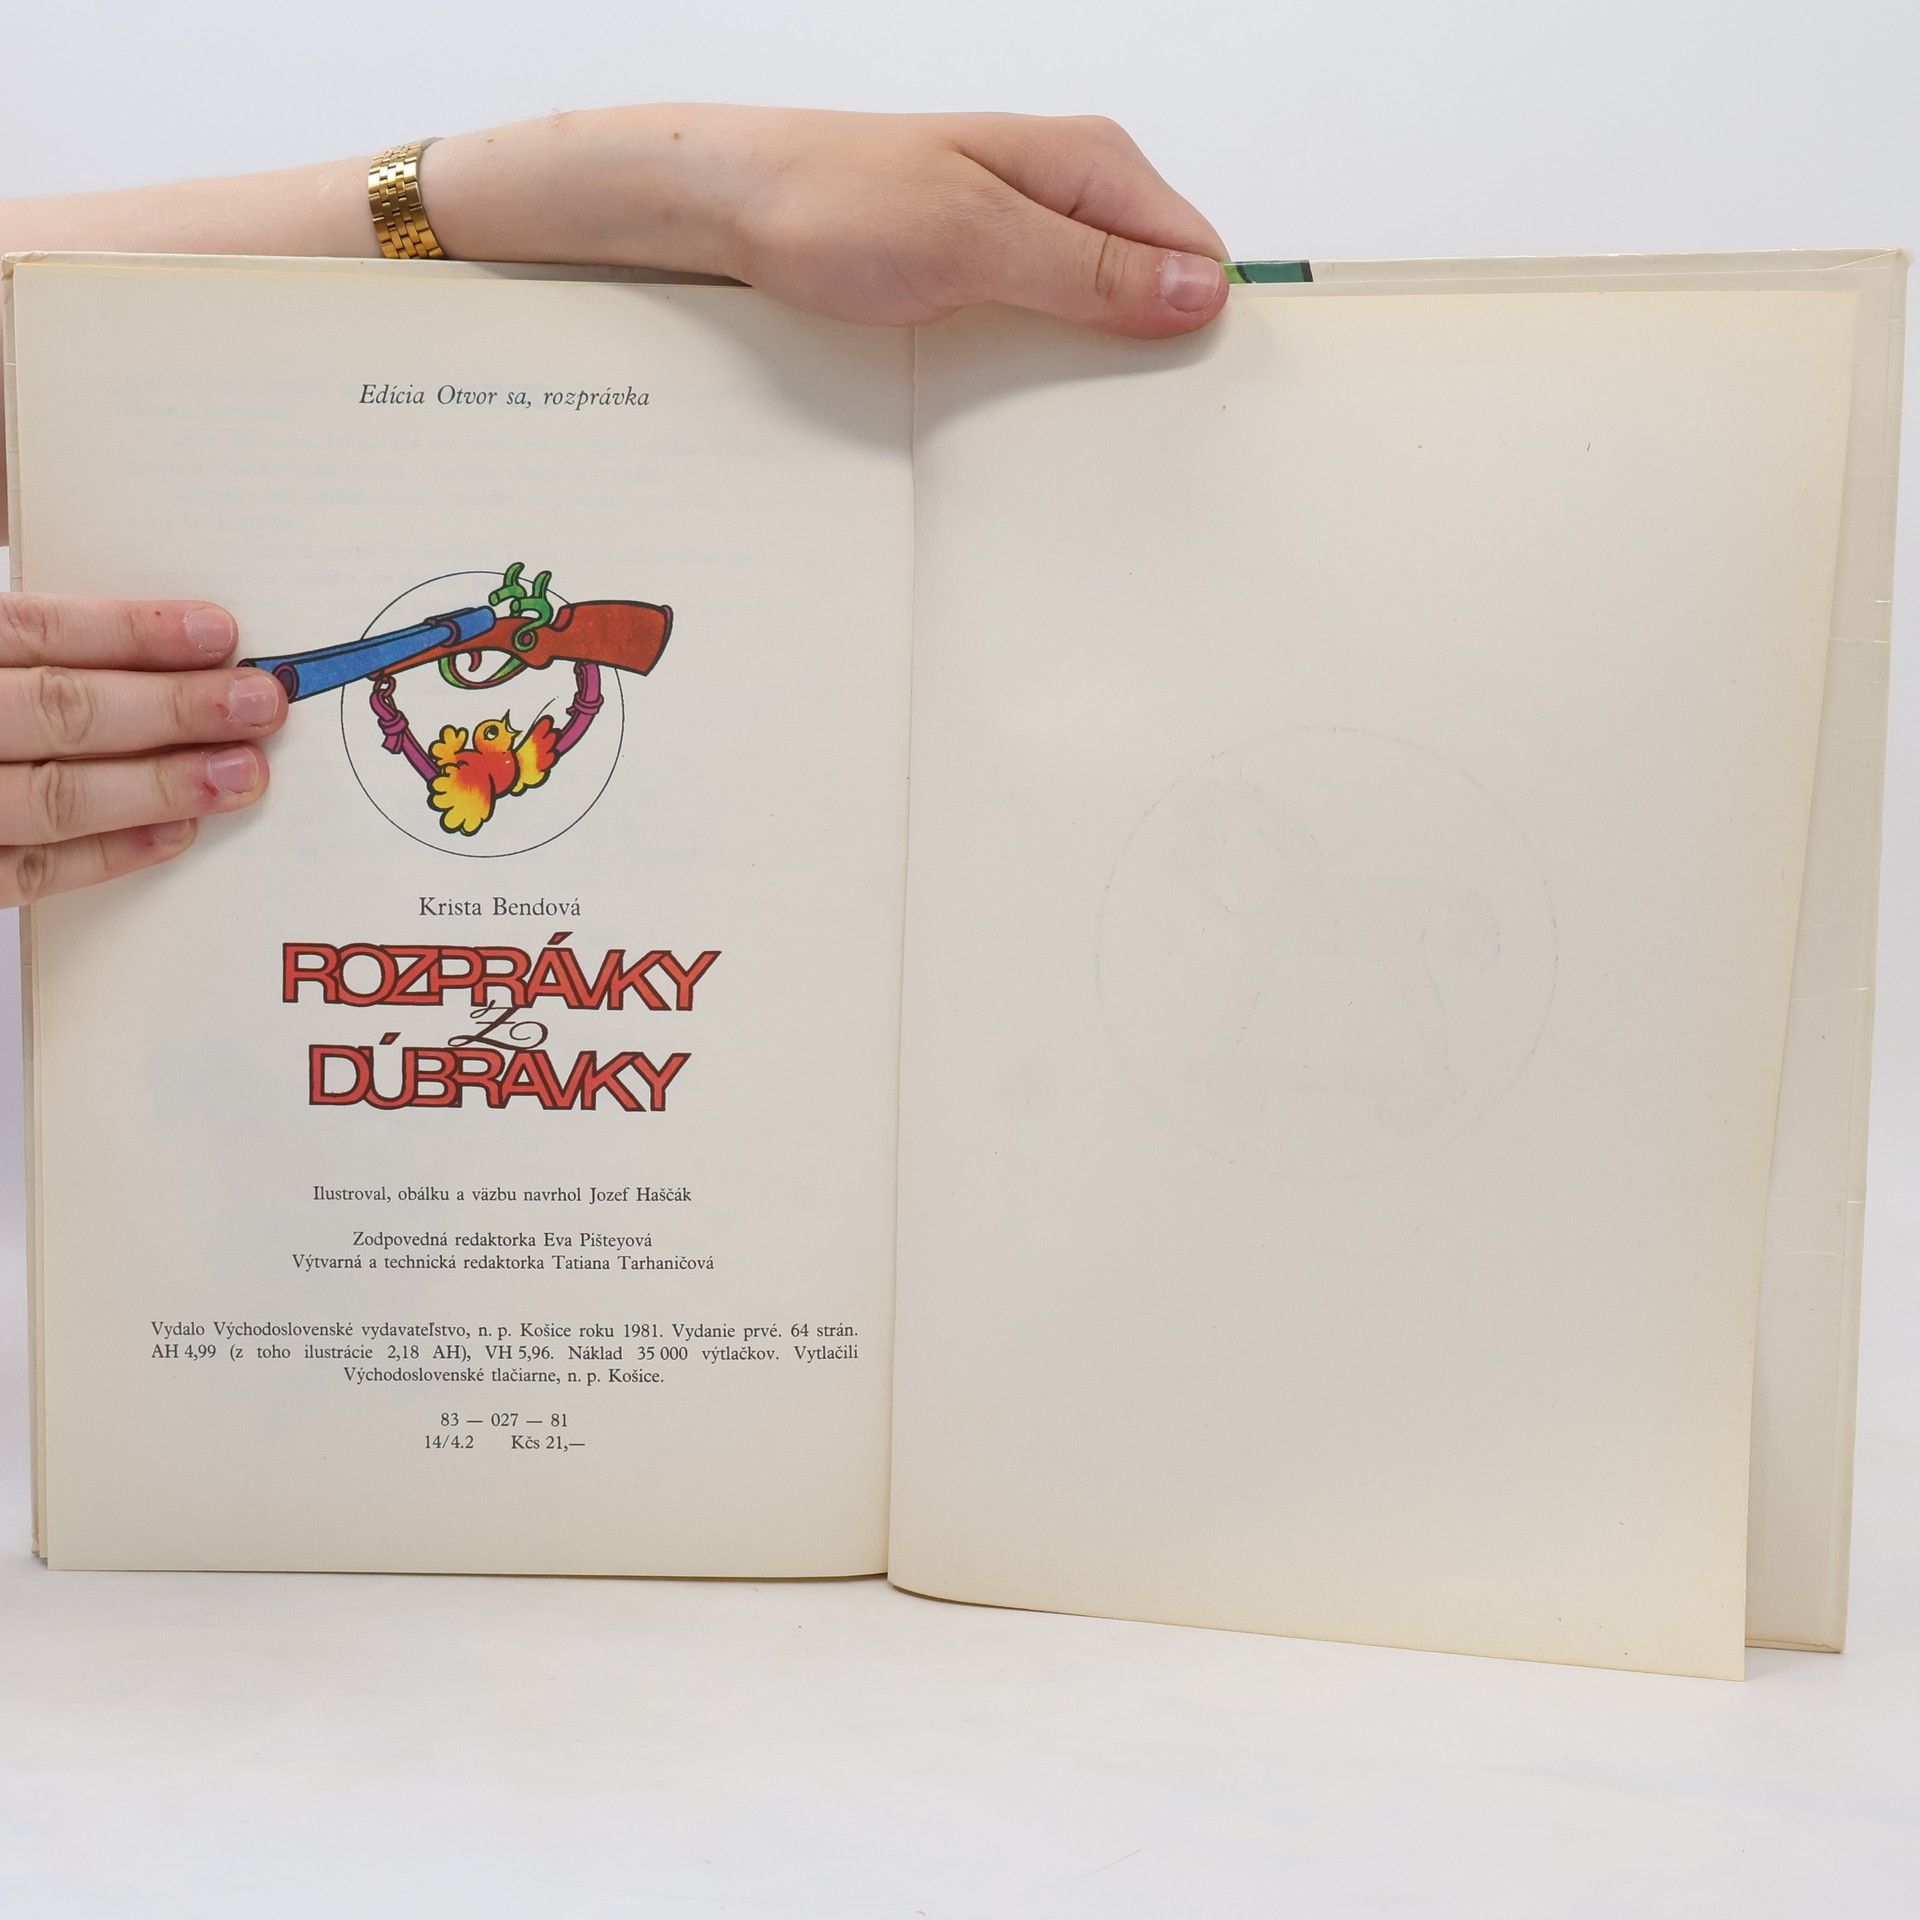 Edícia Otvor sa, rozprávka
Krista Bendová
ROZPRÁVKY
Z
DÚBRAVKY
Ilustroval, obálku a väzbu navrhol Jozef Haščák
Zodpovedná redaktorka Eva Pišteyová
Výtvarná a technická redaktorka Tatiana Tarhaničová
Vydalo Východoslovenské vydavateľstvo, n. p. Košice roku 1981. Vydanie prvé. 64 strán.
AH 4,99 (z toho ilustrácie 2,18 AH), VH 5,96. Náklad 35 000 výtlačkov. Vytlačili
Východoslovenské tlačiarne, n. p. Košice.
83 — 027 — 81
14/4.2 Kčs 21,—